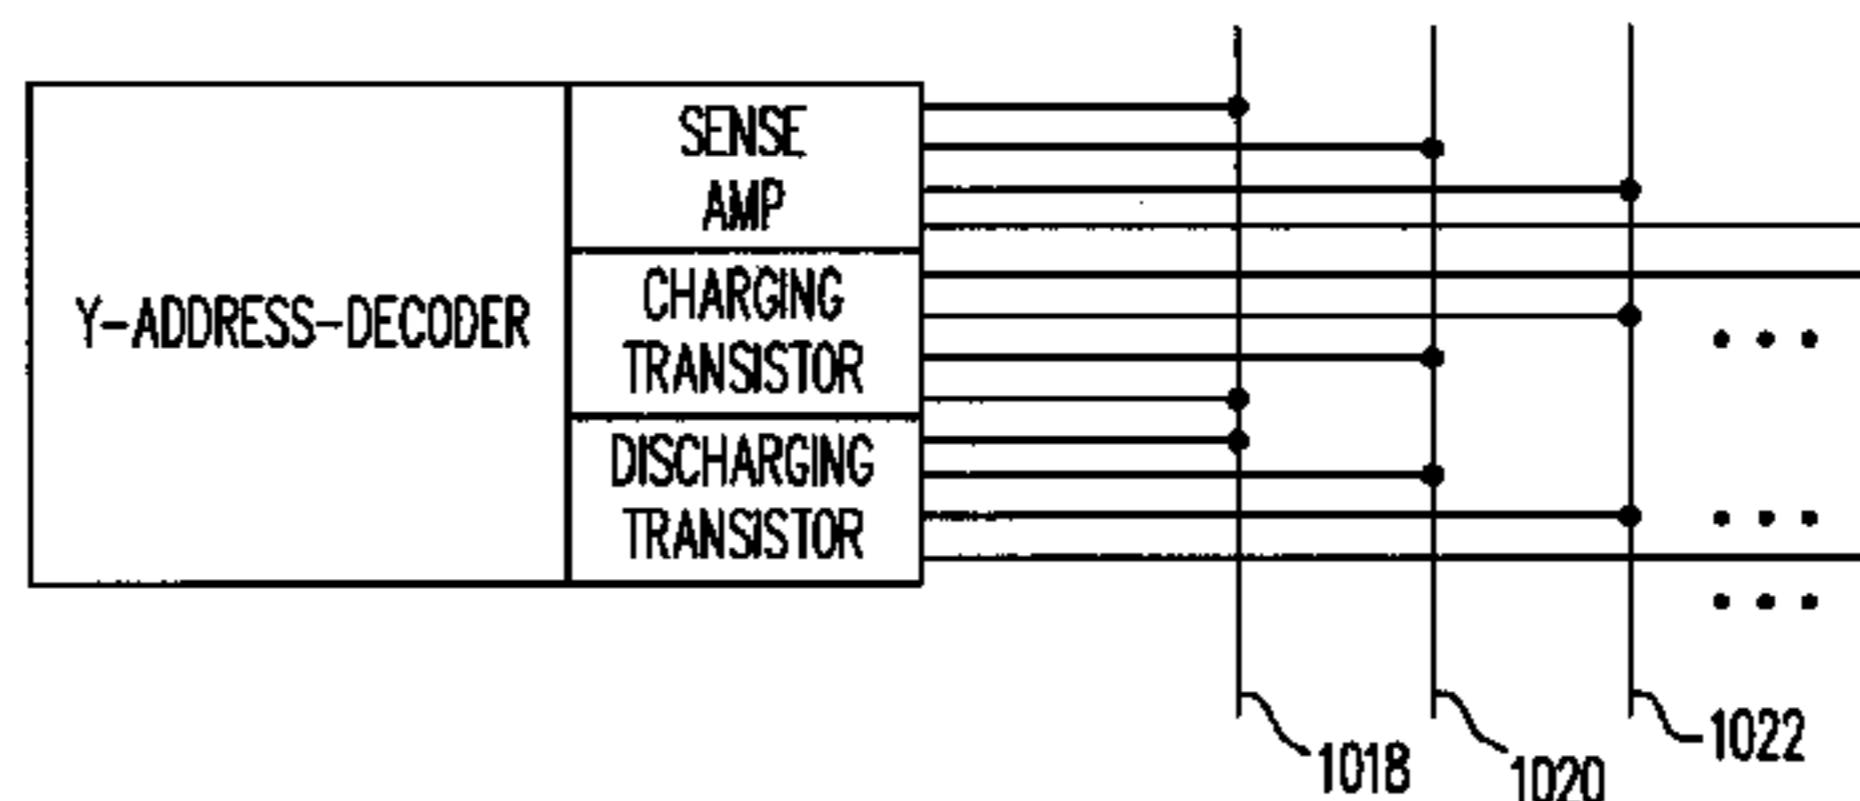 Y-ADDRESS-DECODER
SENSE
AMP
CHARGING
TRANSISTOR
DISCHARGING
TRANSISTOR
1018
1020
1022